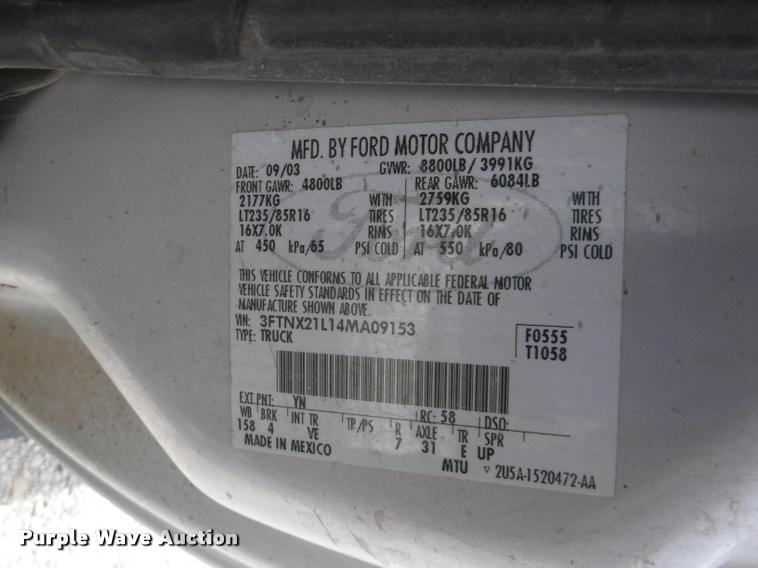 MFD. BY FORD MOTOR COMPANY
DATE: 09/03 GVWR: 8800LB / 3991KG
FRONT GAWR: 4800LB REAR GAWR: 6084LB
2177KG WITH 2759KG WITH
LT235/85R16 TIRES LT235/85R16 TIRES
16X7.0K RIMS 16X7.0K RIMS
AT 450 kPa/65 PSI COLD AT 550 kPa/80 PSI COLD
Ford
THIS VEHICLE CONFORMS TO ALL APPLICABLE FEDERAL MOTOR
VEHICLE SAFETY STANDARDS IN EFFECT ON THE DATE OF
MANUFACTURE SHOWN ABOVE.
VIN: 3FTNX21L14MA09153
TYPE: TRUCK
F0555
T1058
EXT PNT: YN RC: 58 DSO:
WB BRK INT TR TP/PS R AXLE TR SPR
158 4 VE 7 31 E UP
MADE IN MEXICO MTU ▽ 2U5A-1520472-AA
Purple Wave Auction